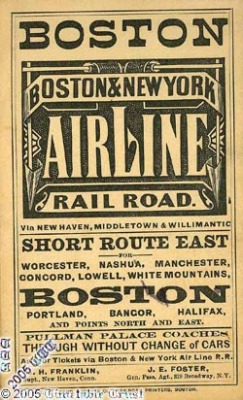 BOSTON
BOSTON & NEW YORK
AIR LINE
RAIL ROAD.
Via NEW HAVEN, MIDDLETOWN & WILLIMANTIC
SHORT ROUTE EAST
FOR
WORCESTER, NASHUA, MANCHESTER,
CONCORD, LOWELL, WHITE MOUNTAINS,
BOSTON
PORTLAND, BANGOR, HALIFAX,
AND POINTS NORTH AND EAST.
PULLMAN PALACE COACHES
THROUGH WITHOUT CHANGE of CARS
for Tickets via Boston & New York Air Line R.R.
H. FRANKLIN, J. E. FOSTER,
Supt., New Haven, Conn. Gen. Pass. Agt. Broadway, N.Y.
PRINTERS, BOSTON.
© 2005
2005